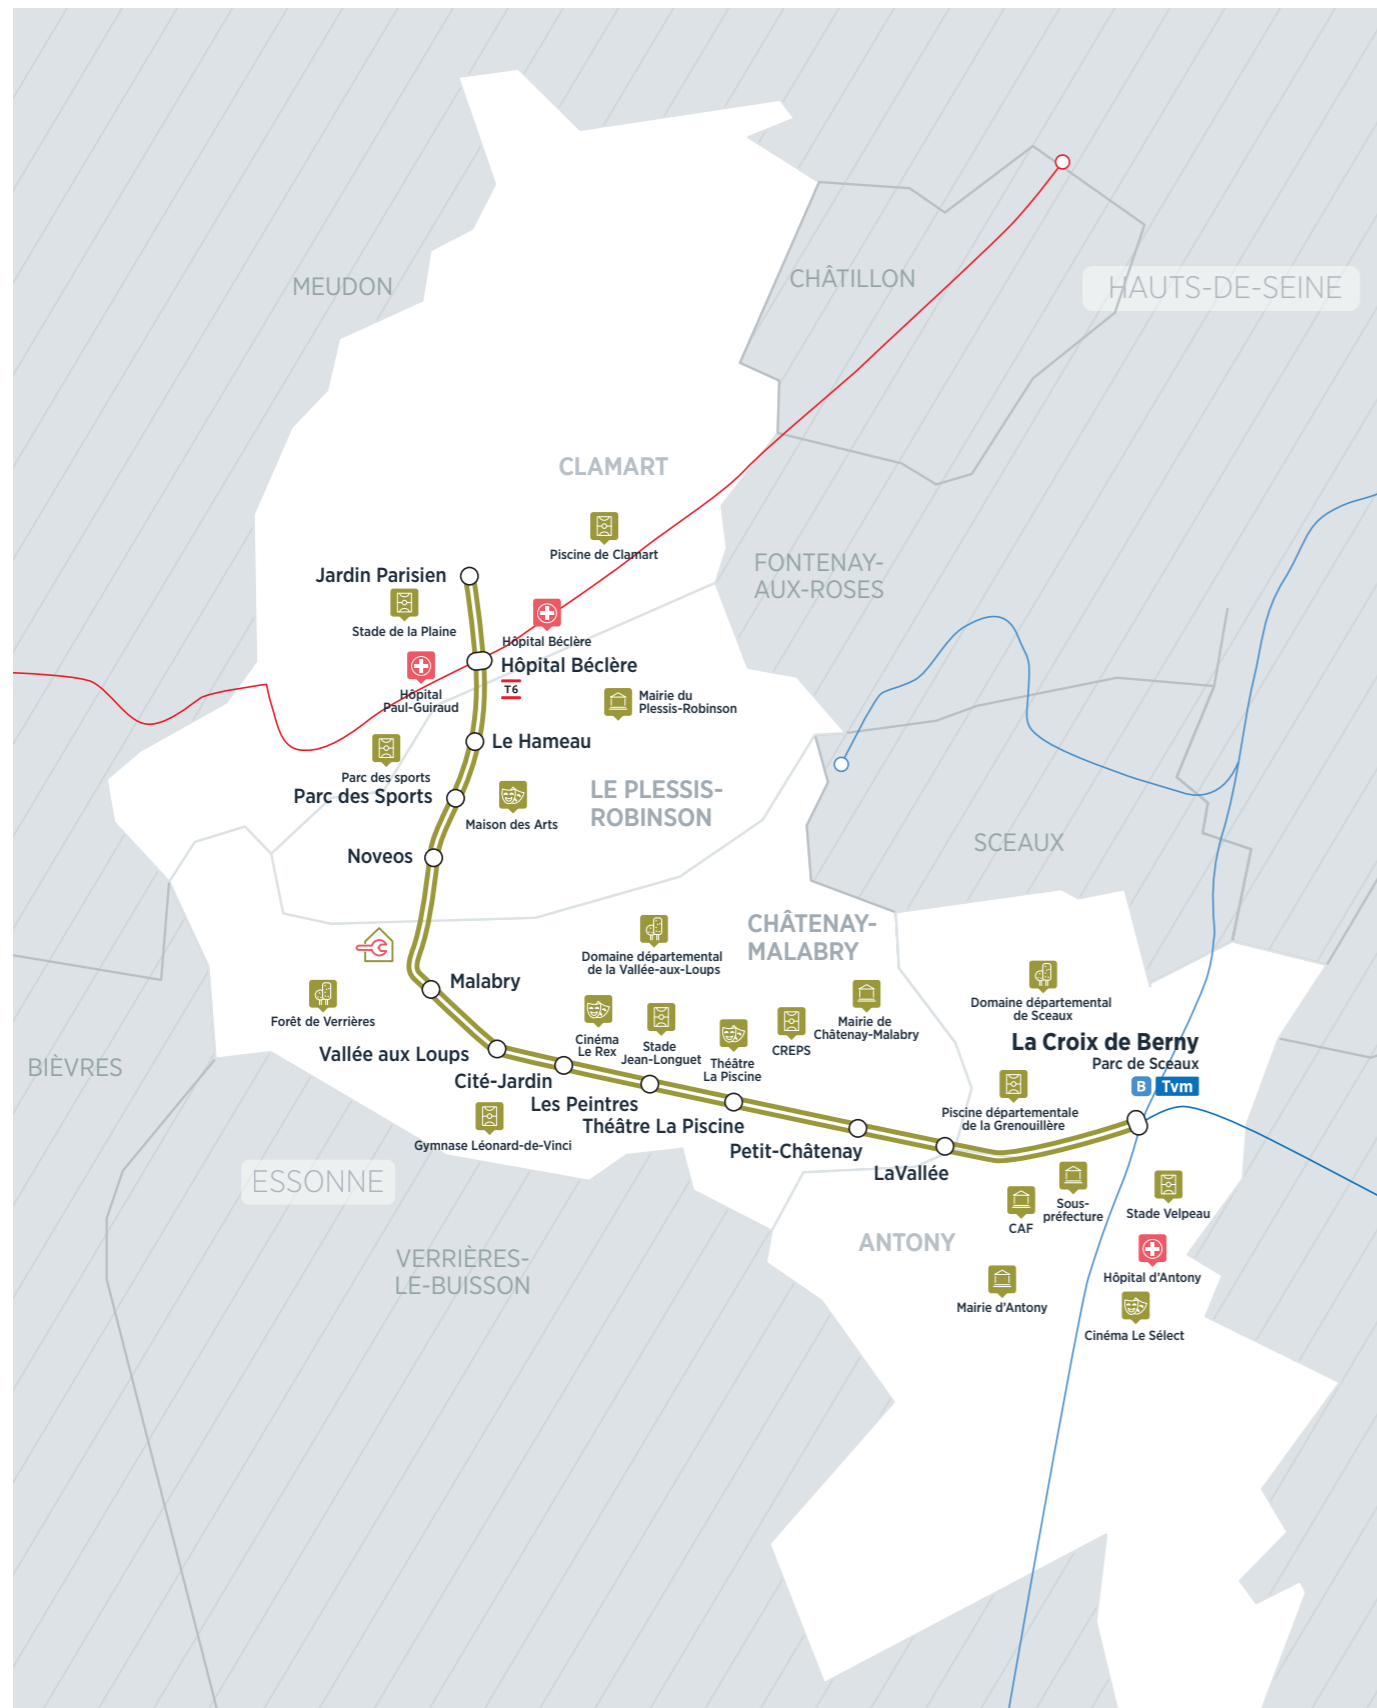 MEUDON
CHÂTILLON
HAUTS-DE-SEINE
CLAMART
Piscine de Clamart
FONTENAY-
AUX-ROSES
Jardin Parisien
Stade de la Plaine
Hôpital Béclère
Hôpital Béclère
T6
Hôpital
Paul-Guiraud
Mairie du
Plessis-Robinson
Le Hameau
Parc des sports
Parc des Sports
LE PLESSIS-
ROBINSON
Maison des Arts
Noveos
SCEAUX
CHÂTENAY-
MALABRY
Domaine départemental
de la Vallée-aux-Loups
Malabry
Forêt de Verrières
Domaine départemental
de Sceaux
Cinéma
Le Rex
Stade
Jean-Longuet
Théâtre
La Piscine
CREPS
Mairie de
Châtenay-Malabry
La Croix de Berny
Parc de Sceaux
B
Tvm
BIÈVRES
Vallée aux Loups
Cité-Jardin
Les Peintres
Théâtre La Piscine
Petit-Châtenay
LaVallée
Piscine départementale
de la Grenouillère
Gymnase Léonard-de-Vinci
ESSONNE
CAF
Sous-
préfecture
Stade Velpeau
ANTONY
VERRIÈRES-
LE-BUISSON
Hôpital d'Antony
Mairie d'Antony
Cinéma Le Sélect